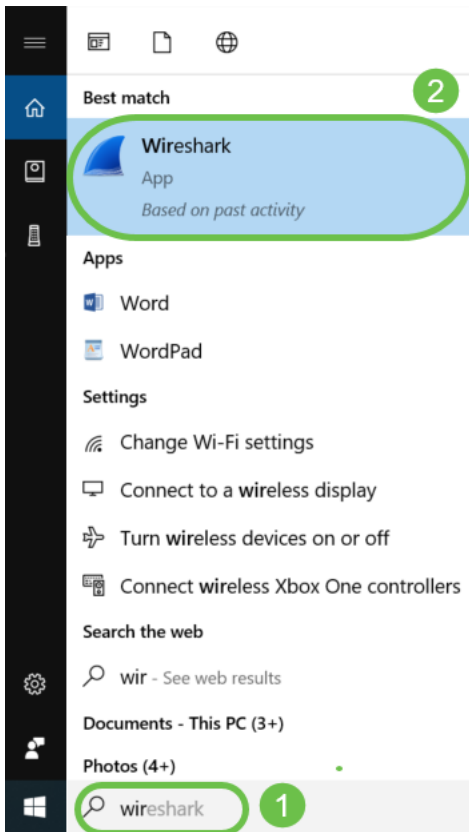 Best match
2
Wireshark
App
Based on past activity
Apps
Word
WordPad
Settings
Change Wi-Fi settings
Connect to a wireless display
Turn wireless devices on or off
Connect wireless Xbox One controllers
Search the web
wir - See web results
Documents - This PC (3+)
Photos (4+)
wireshark 1